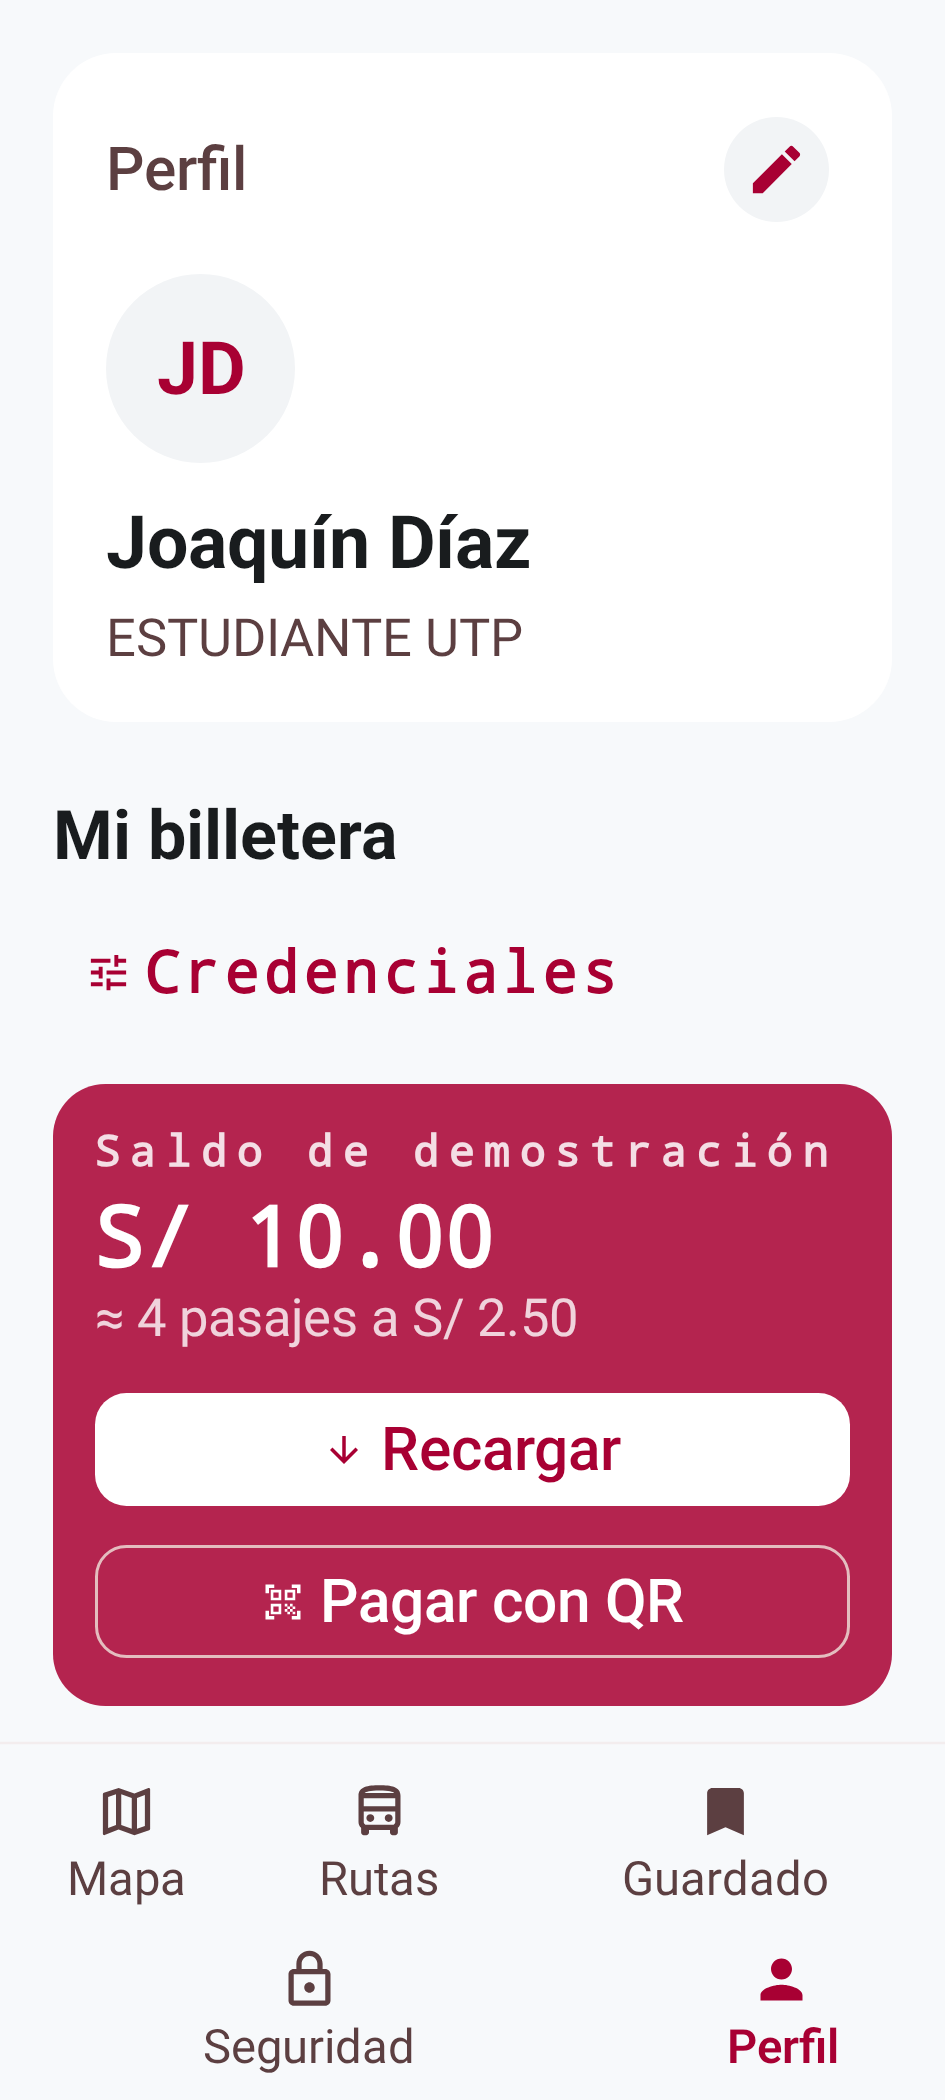 Perfil
JD
Joaquín Díaz
ESTUDIANTE UTP
Mi billetera
Credenciales
Saldo de demostración
S/ 10.00
≈ 4 pasajes a S/ 2.50
Recargar
Pagar con QR
Mapa
Rutas
Guardado
Seguridad
Perfil